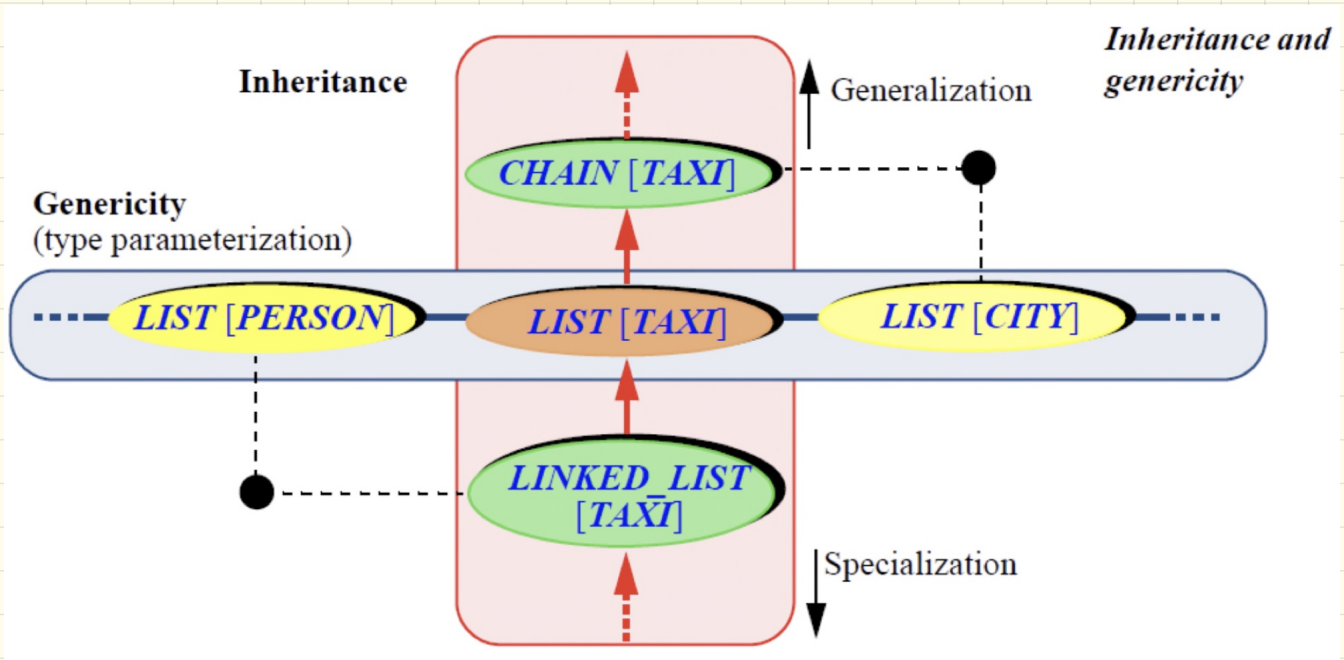 Inheritance and
genericity
Inheritance
Generalization
CHAIN [TAXI]
Genericity
(type parameterization)
LIST [PERSON]
LIST [TAXI]
LIST [CITY]
LINKED_LIST
[TAXI]
Specialization